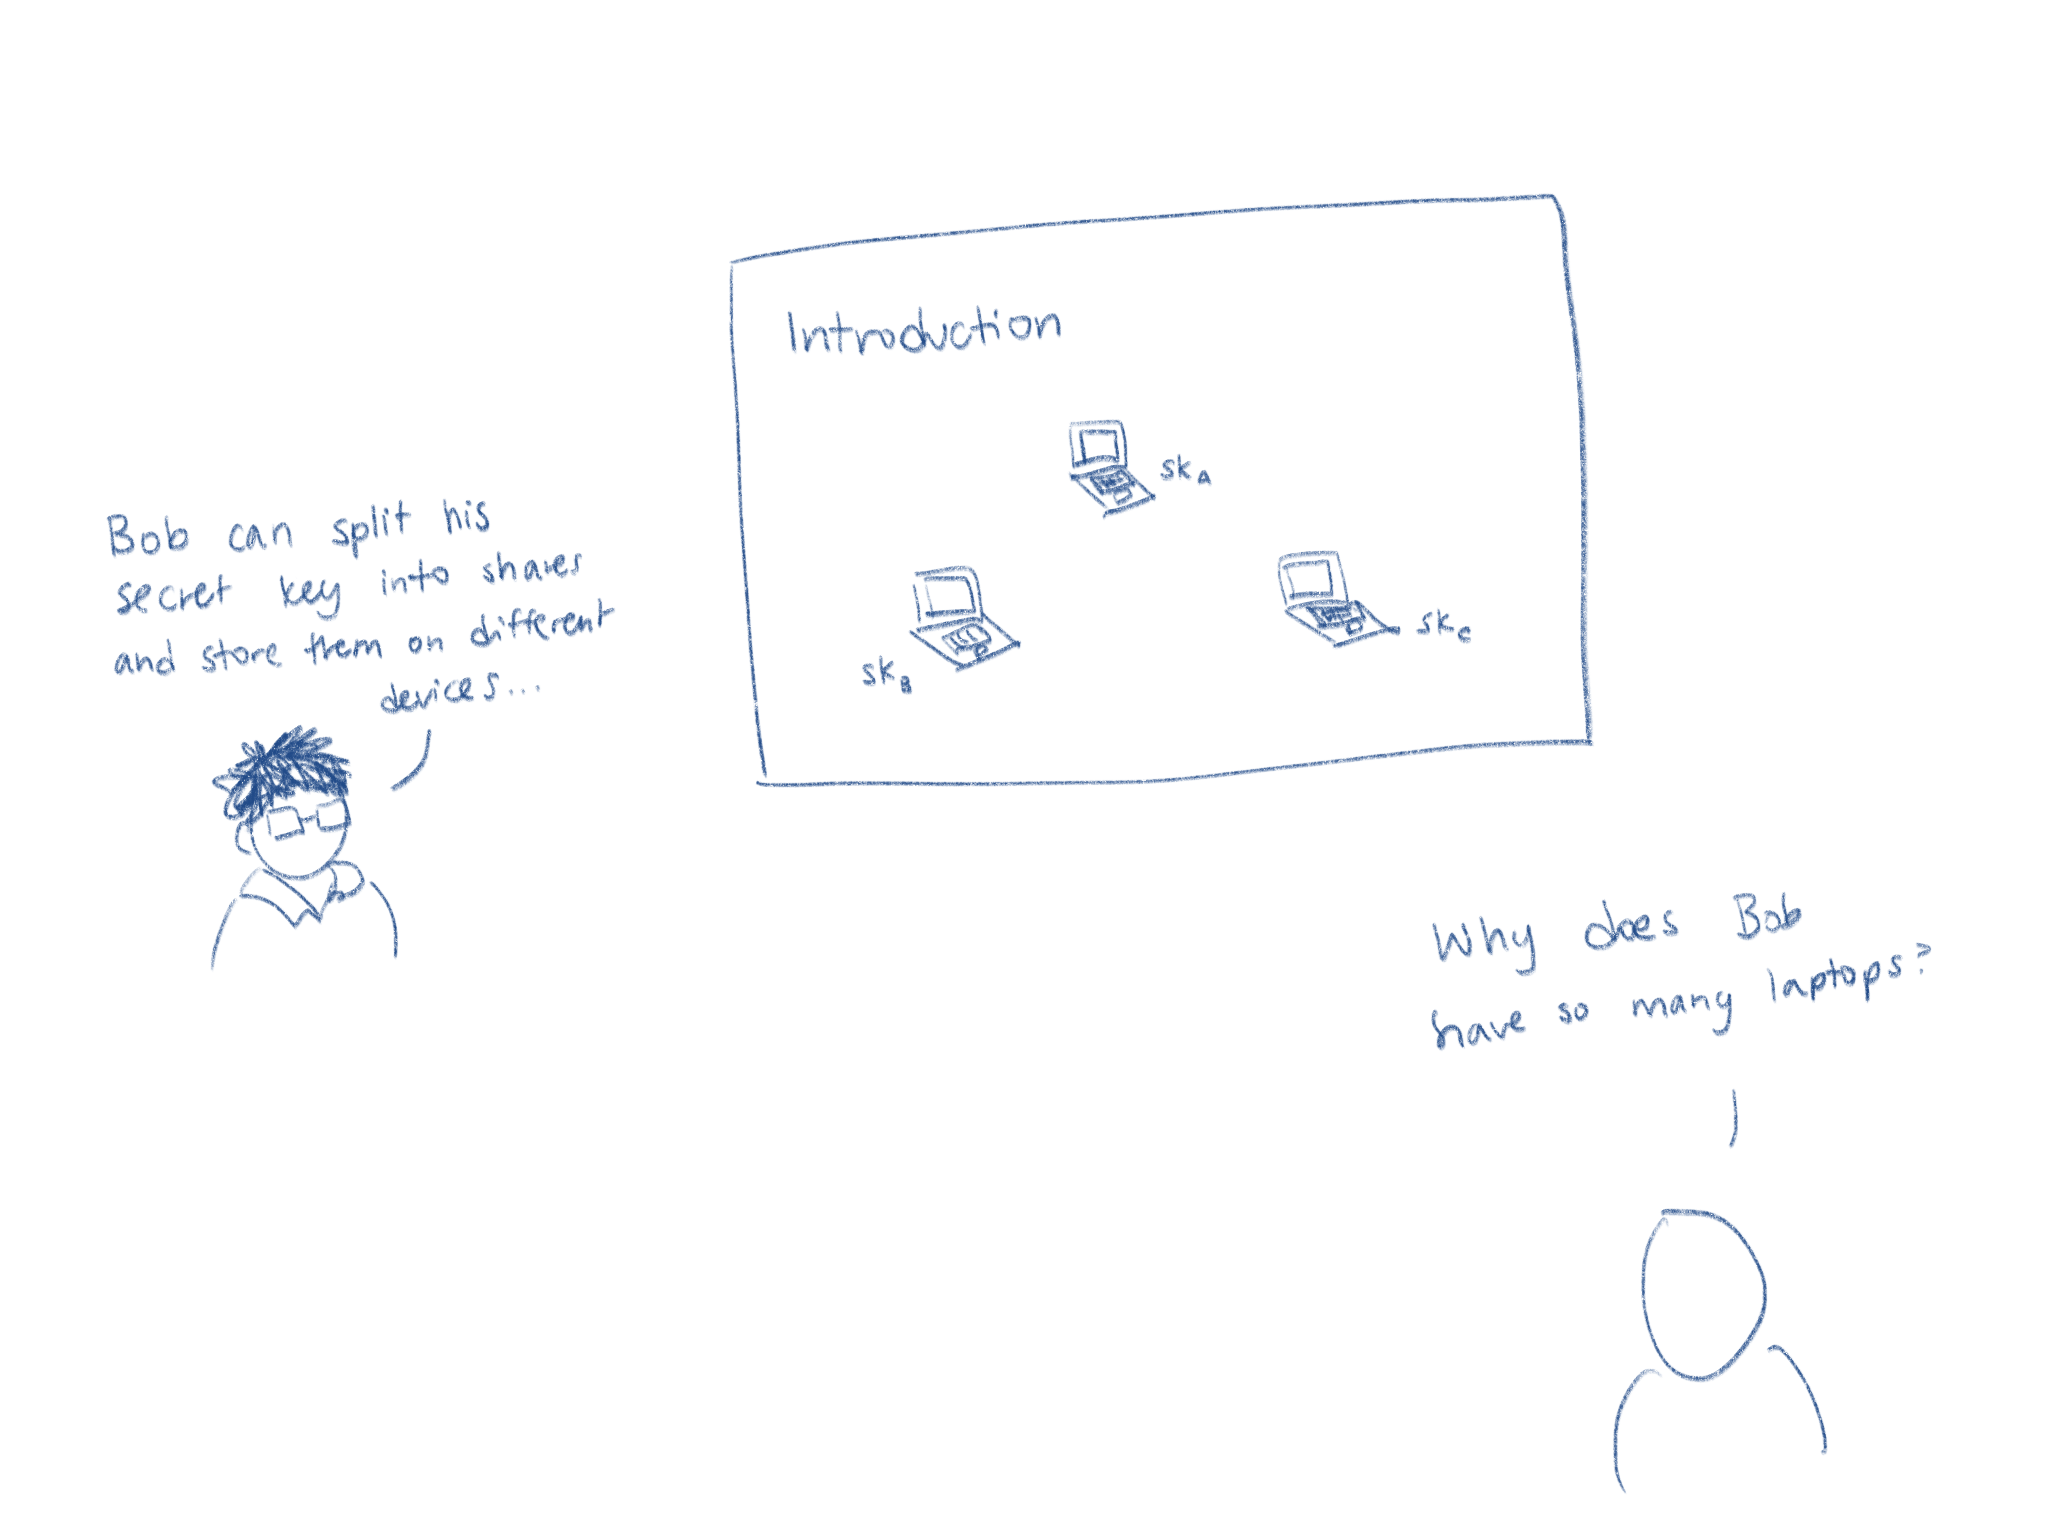 Introduction
sk_A
sk_B
sk_C
Bob can split his
secret key into shares
and store them on different
devices...
Why does Bob
have so many laptops?